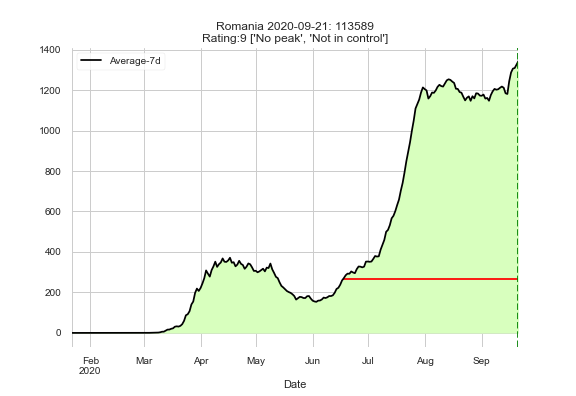 Romania 2020-09-21: 113589
Rating:9 ['No peak', 'Not in control']
Average-7d
1400
1200
1000
800
600
400
200
0
Feb Mar Apr May Jun Jul Aug Sep
2020
Date